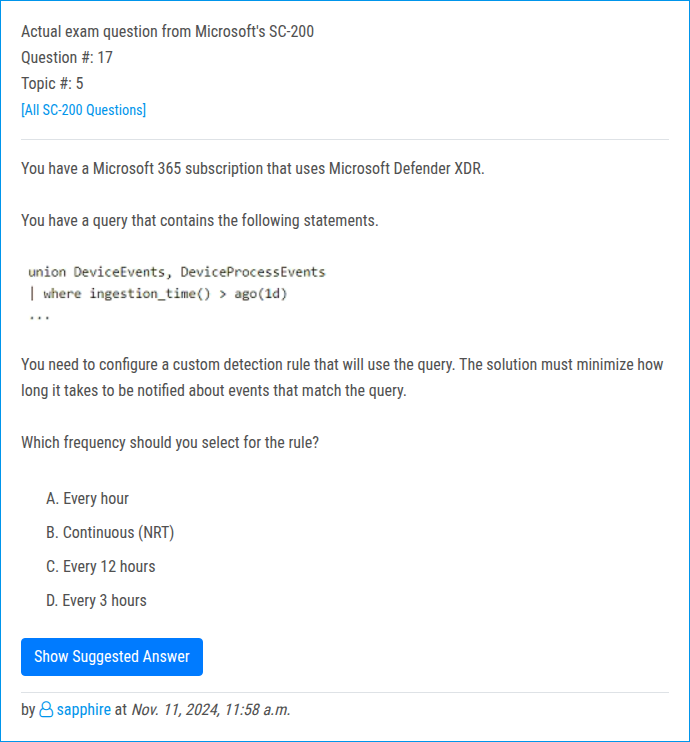 Actual exam question from Microsoft's SC-200
Question #: 17
Topic #: 5
[All SC-200 Questions]
You have a Microsoft 365 subscription that uses Microsoft Defender XDR.
You have a query that contains the following statements.
union DeviceEvents, DeviceProcessEvents
| where ingestion_time() > ago(1d)
...
You need to configure a custom detection rule that will use the query. The solution must minimize how
long it takes to be notified about events that match the query.
Which frequency should you select for the rule?
A. Every hour
B. Continuous (NRT)
C. Every 12 hours
D. Every 3 hours
Show Suggested Answer
by sapphire at Nov. 11, 2024, 11:58 a.m.